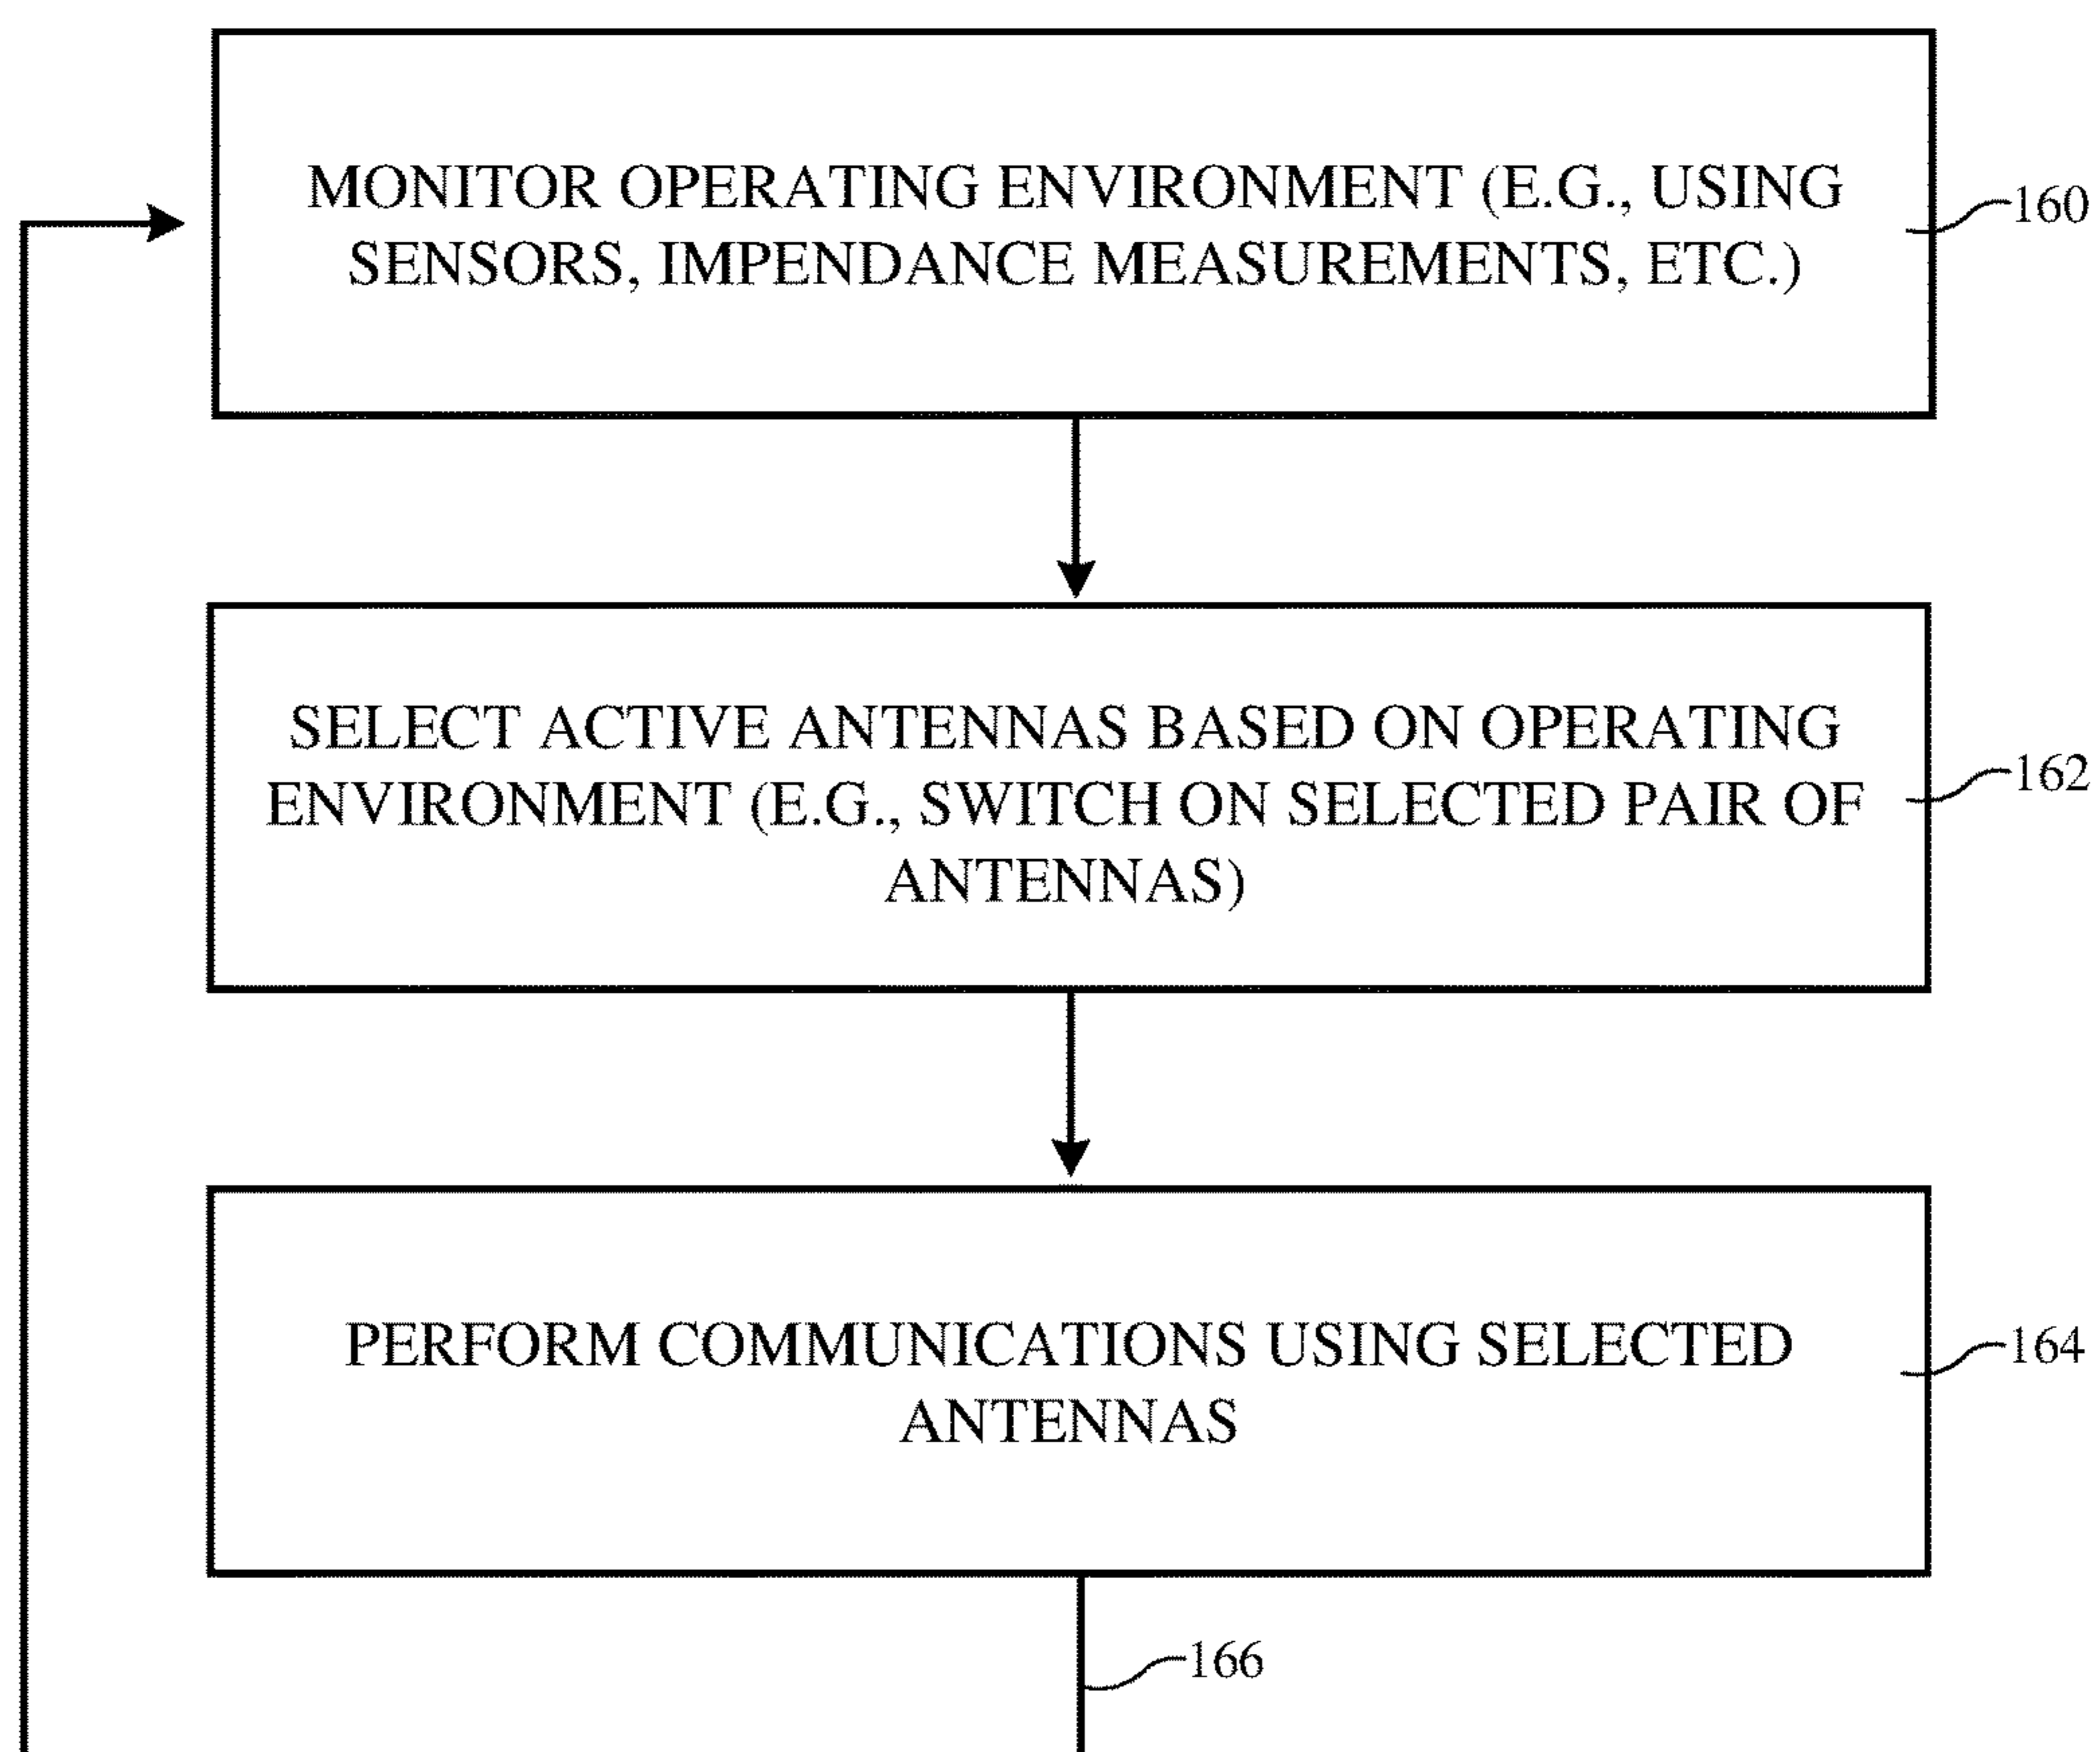 MONITOR OPERATING ENVIRONMENT (E.G., USING
SENSORS, IMPENDANCE MEASUREMENTS, ETC.)
160
SELECT ACTIVE ANTENNAS BASED ON OPERATING
ENVIRONMENT (E.G., SWITCH ON SELECTED PAIR OF
ANTENNAS)
162
PERFORM COMMUNICATIONS USING SELECTED
ANTENNAS
164
166